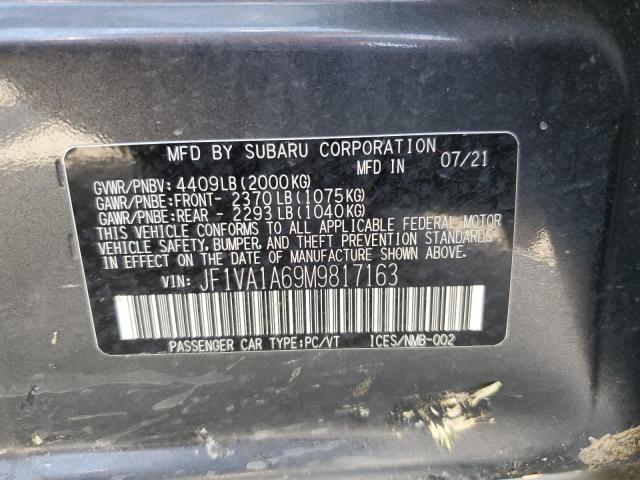 MFD BY SUBARU CORPORATION
MFD IN 07/21
GVWR/PNBV: 4409LB(2000KG)
GAWR/PNBE:FRONT- 2370LB(1075KG)
GAWR/PNBE:REAR - 2293LB(1040KG)
THIS VEHICLE CONFORMS TO ALL APPLICABLE FEDERAL MOTOR
VEHICLE SAFETY, BUMPER, AND THEFT PREVENTION STANDARDS
IN EFFECT ON THE DATE OF MANUFACTURE SHOWN ABOVE.
VIN: JF1VA1A69M9817163
PASSENGER CAR TYPE:PC/VT ICES/NMB-002